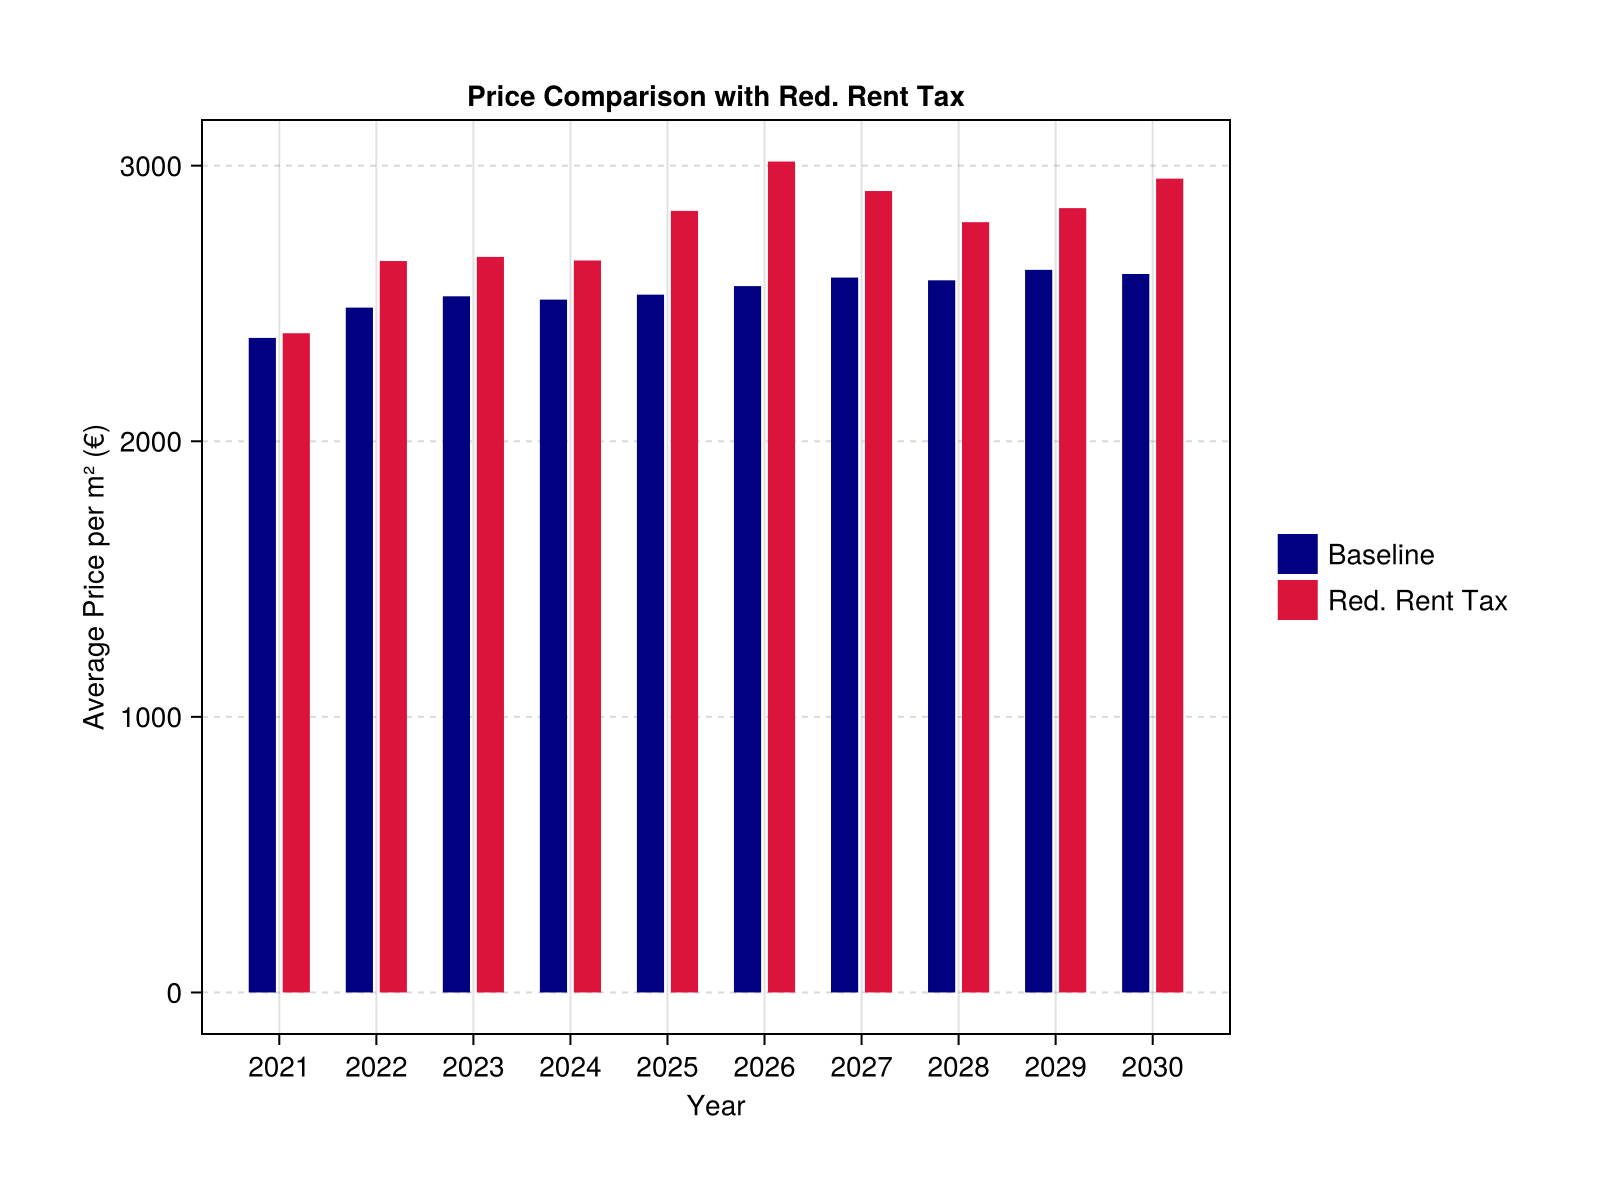 Price Comparison with Red. Rent Tax
Average Price per m² (€)
3000
2000
1000
0
2021 2022 2023 2024 2025 2026 2027 2028 2029 2030
Year
Baseline
Red. Rent Tax